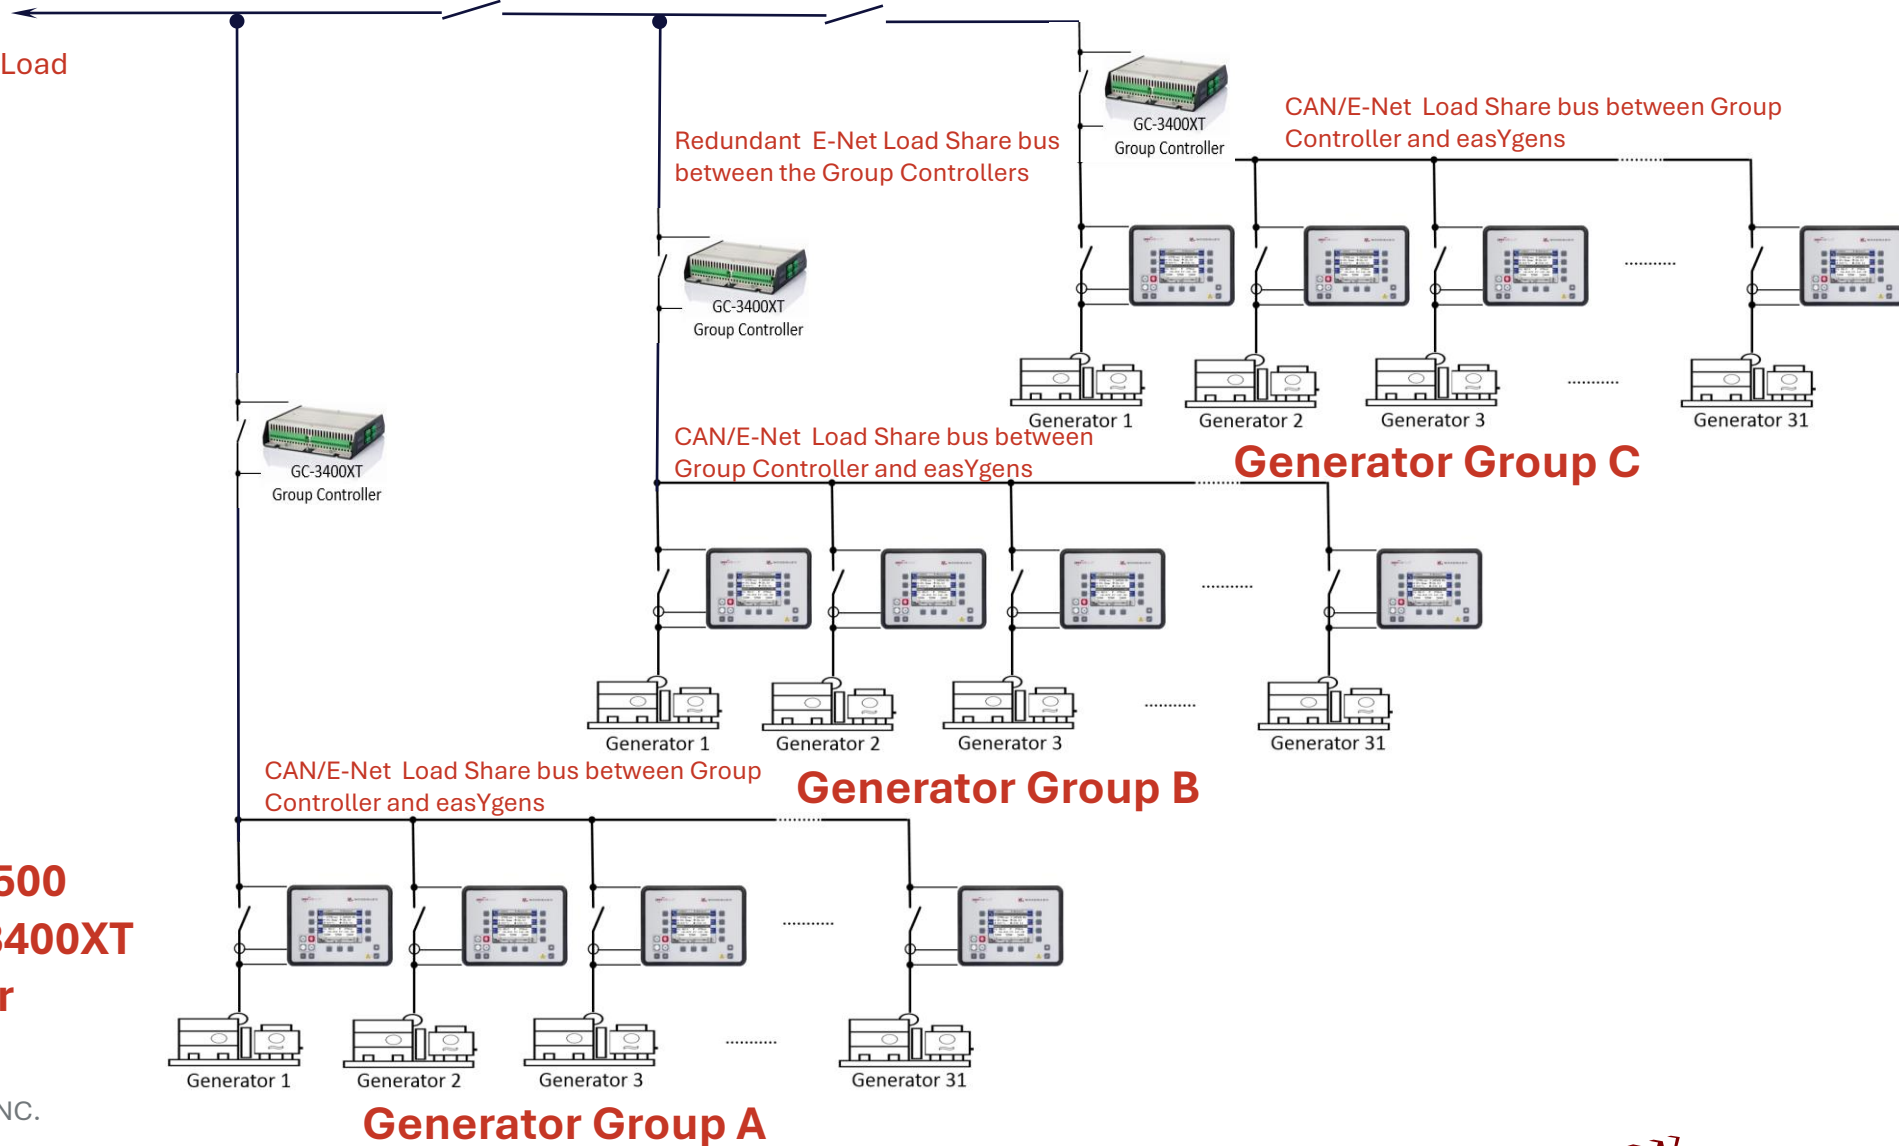 Load
GC-3400XT
Group Controller
CAN/E-Net Load Share bus between Group
Controller and easYgens
Redundant E-Net Load Share bus
between the Group Controllers
GC-3400XT
Group Controller
Generator 1
Generator 2
Generator 3
Generator 31
Generator Group C
CAN/E-Net Load Share bus between
Group Controller and easYgens
GC-3400XT
Group Controller
Generator 1
Generator 2
Generator 3
Generator 31
Generator Group B
CAN/E-Net Load Share bus between Group
Controller and easYgens
500
3400XT
r
Generator 1
Generator 2
Generator 3
Generator 31
NC.
Generator Group A